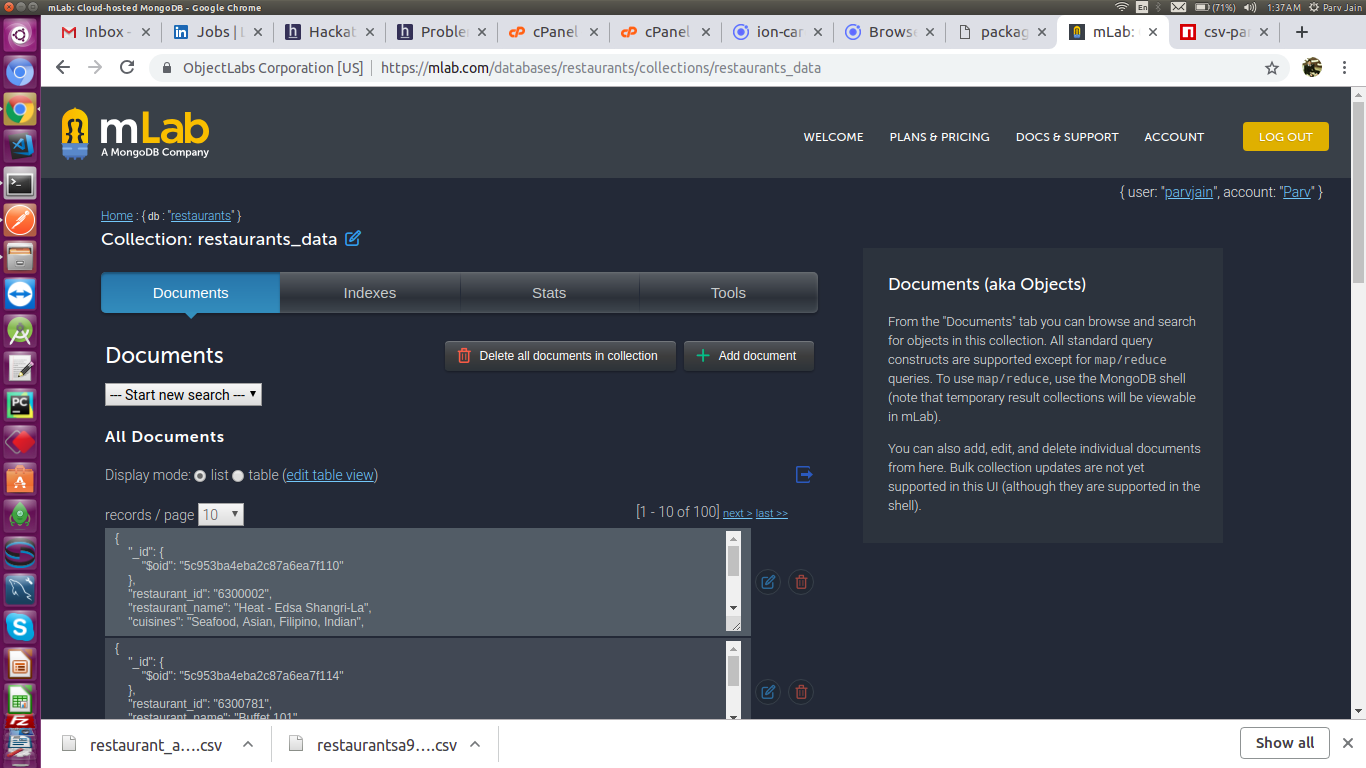 mLab: Cloud-hosted MongoDB - Google Chrome
En
(71%)
1:37AM
Parv Jain
Inbox -
Jobs | L
Hackat
Proble
cPanel
cPanel
ion-car
Browse
packag
mLab:
csv-pa
ObjectLabs Corporation [US]
https://mlab.com/databases/restaurants/collections/restaurants_data
mLab
A MongoDB Company
WELCOME
PLANS & PRICING
DOCS & SUPPORT
ACCOUNT
LOG OUT
{ user: "parvjain", account: "Parv" }
Home : { db : "restaurants" }
Collection: restaurants_data
Documents
Indexes
Stats
Tools
Documents
Delete all documents in collection
Add document
--- Start new search ---
All Documents
Display mode: list table (edit table view)
records / page 10
[1 - 10 of 100] next > last >>
{
"_id": {
"$oid": "5c953ba4eba2c87a6ea7f110"
},
"restaurant_id": "6300002",
"restaurant_name": "Heat - Edsa Shangri-La",
"cuisines": "Seafood, Asian, Filipino, Indian",
{
"_id": {
"$oid": "5c953ba4eba2c87a6ea7f114"
},
"restaurant_id": "6300781",
"restaurant_name": "Buffet 101"
Documents (aka Objects)
From the "Documents" tab you can browse and search
for objects in this collection. All standard query
constructs are supported except for map/reduce
queries. To use map/reduce, use the MongoDB shell
(note that temporary result collections will be viewable
in mLab).
You can also add, edit, and delete individual documents
from here. Bulk collection updates are not yet
supported in this UI (although they are supported in the
shell).
restaurant_a....csv
restaurantsa9....csv
Show all